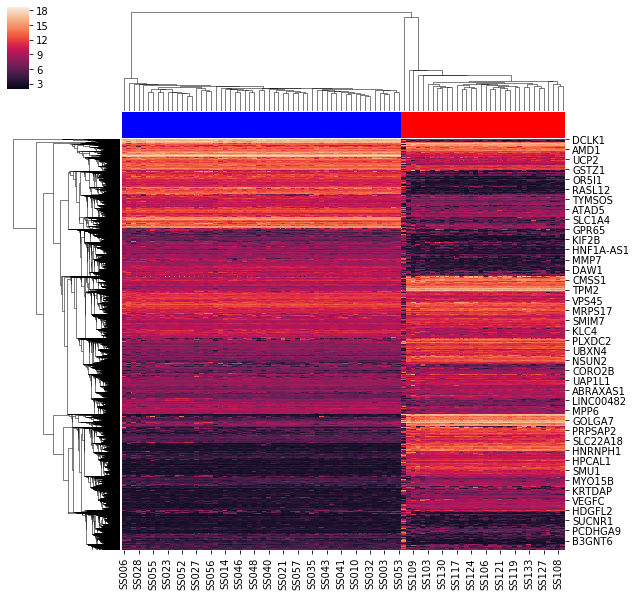 18
15
12
9
6
3
DCLK1
AMD1
UCP2
GSTZ1
OR5I1
RASL12
TYMSOS
ATAD5
SLC1A4
GPR65
KIF2B
HNF1A-AS1
MMP7
DAW1
CMSS1
TPM2
VPS45
MRPS17
SMIM7
KLC4
PLXDC2
UBXN4
NSUN2
CORO2B
UAP1L1
ABRAXAS1
LINC00482
MPP6
GOLGA7
PRPSAP2
SLC22A18
HNRNPH1
HPCAL1
SMU1
MYO15B
KRTDAP
VEGFC
HDGFL2
SUCNR1
PCDHGA9
B3GNT6
SS006
SS028
SS055
SS023
SS052
SS027
SS056
SS014
SS046
SS048
SS040
SS021
SS057
SS035
SS043
SS041
SS010
SS032
SS003
SS053
SS109
SS103
SS130
SS117
SS124
SS106
SS121
SS119
SS133
SS127
SS108